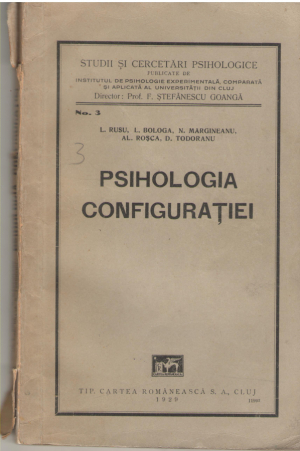 STUDII ȘI CERCETĂRI PSIHOLOGICE
PUBLICATE DE
INSTITUTUL DE PSIHOLOGIE EXPERIMENTALĂ, COMPARATĂ
ȘI APLICATĂ AL UNIVERSITĂȚII DIN CLUJ
Director: Prof. F. ȘTEFĂNESCU GOANGĂ
No. 3
L. RUSU, L. BOLOGA, N. MARGINEANU,
AL. ROȘCA, D. TODORANU
3
PSIHOLOGIA
CONFIGURAȚIEI
TIP. CARTEA ROMÂNEASCĂ S. A., CLUJ
1929